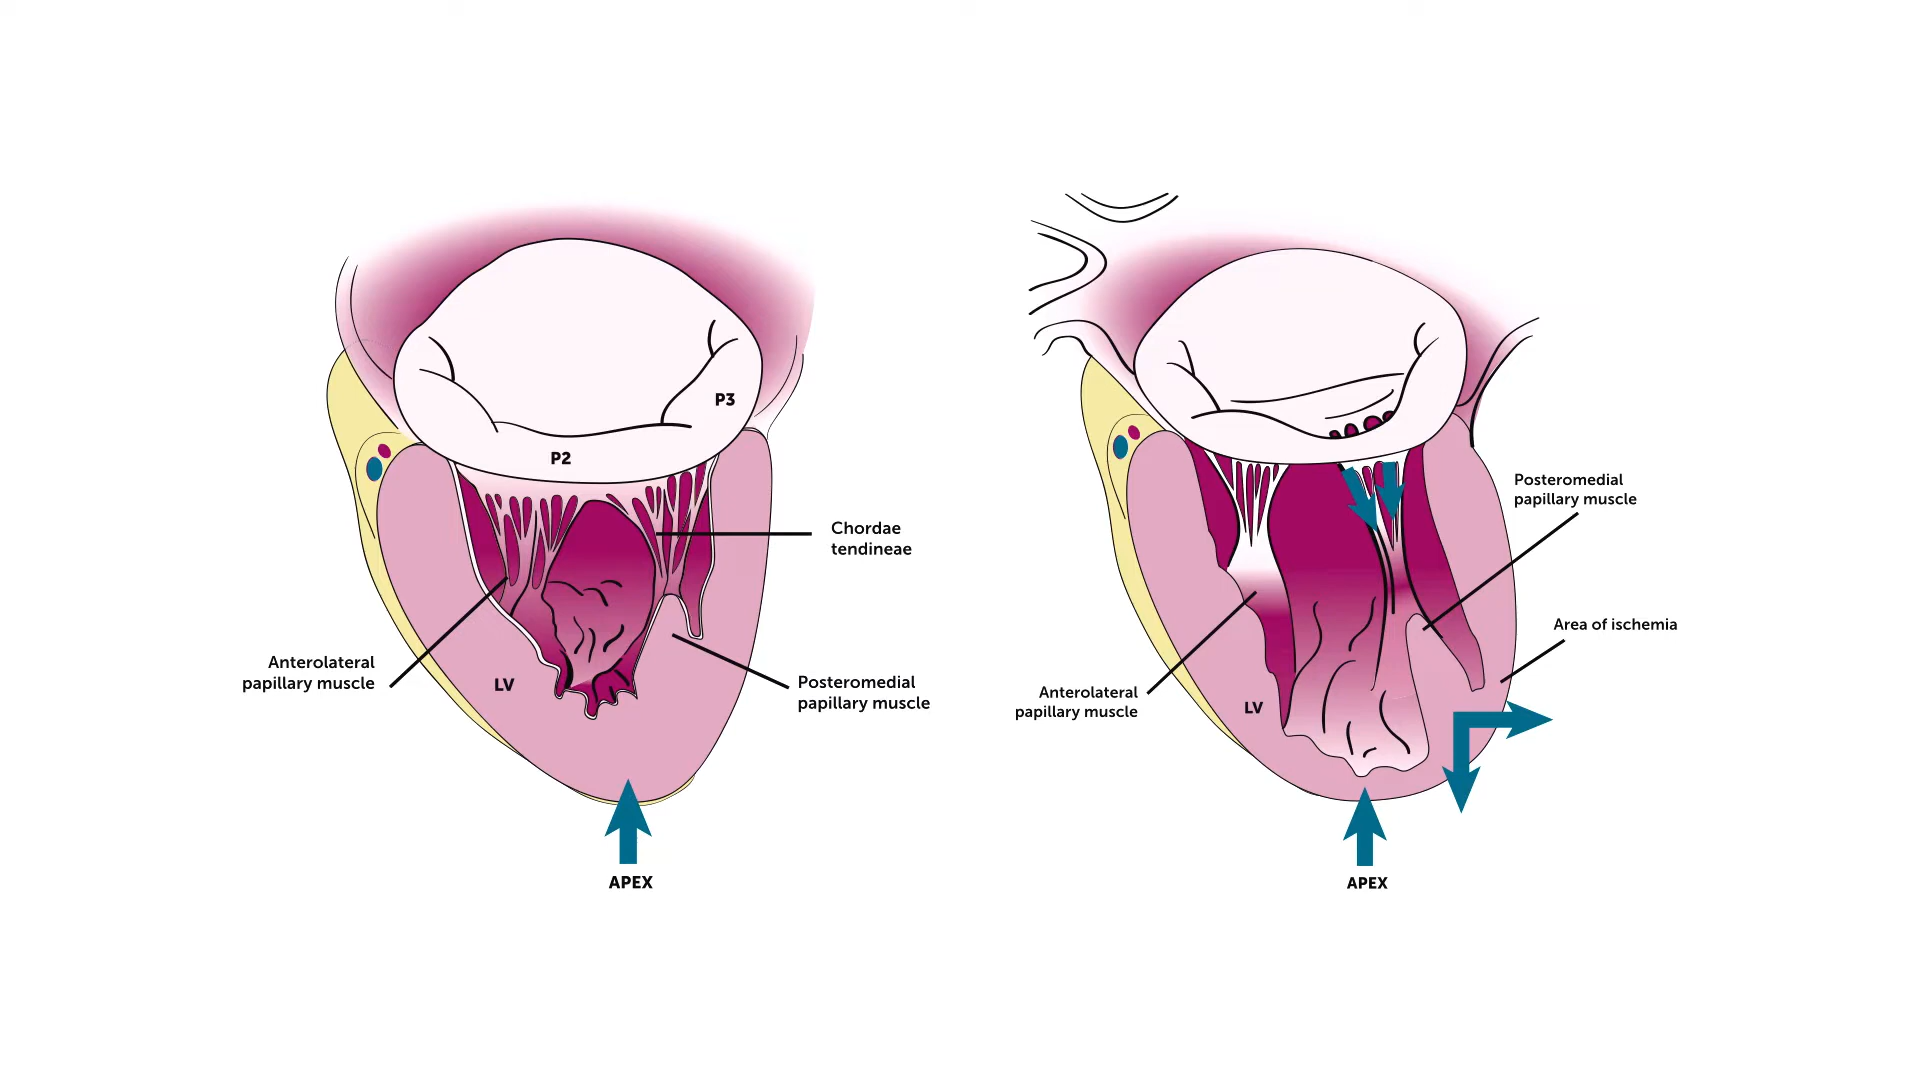 P3
P2
Chordae
tendineae
Anterolateral
papillary muscle
LV
Posteromedial
papillary muscle
APEX
Posteromedial
papillary muscle
Area of ischemia
Anterolateral
papillary muscle
LV
APEX